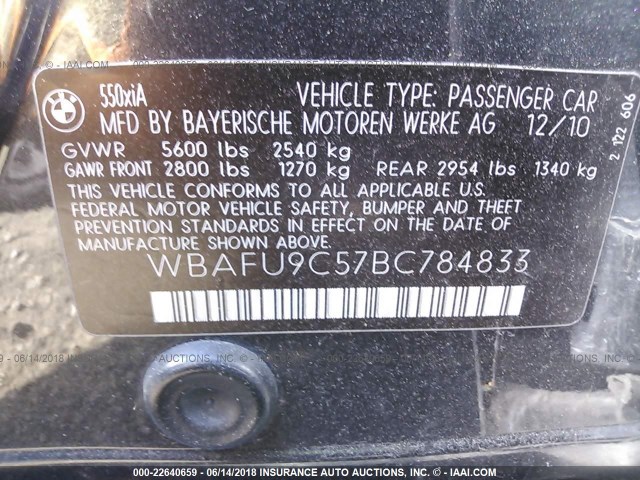 BMW
550xiA VEHICLE TYPE: PASSENGER CAR
MFD BY BAYERISCHE MOTOREN WERKE AG 12/10
GVWR 5600 lbs 2540 kg
GAWR FRONT 2800 lbs 1270 kg REAR 2954 lbs 1340 kg
THIS VEHICLE CONFORMS TO ALL APPLICABLE U.S.
FEDERAL MOTOR VEHICLE SAFETY, BUMPER AND THEFT
PREVENTION STANDARDS IN EFFECT ON THE DATE OF
MANUFACTURE SHOWN.
WBAFU9C57BC784833
2 122 606
000-22640659 - 06/14/2018 INSURANCE AUTO AUCTIONS, INC. - © - IAAI.COM